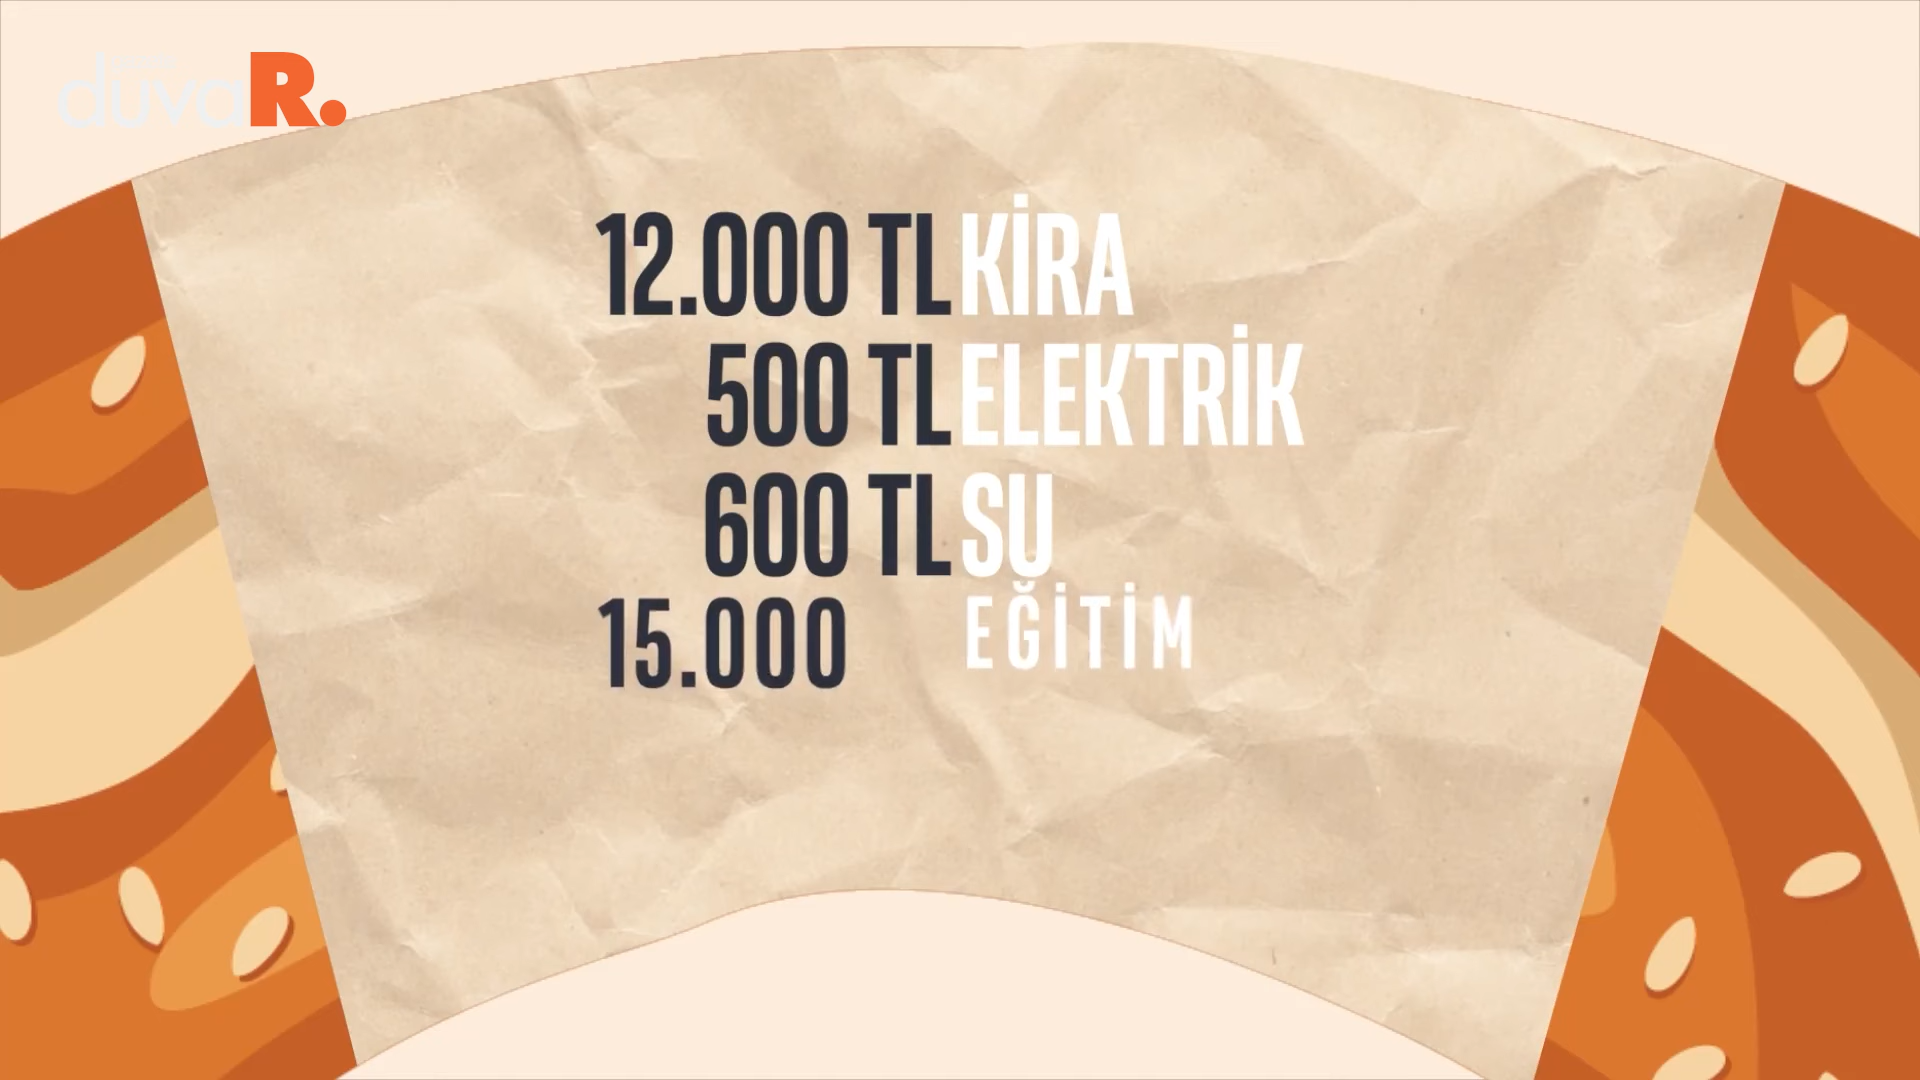 duvaR.
12.000 TL KİRA
500 TL ELEKTRİK
600 TL SU
15.000 EĞİTİM